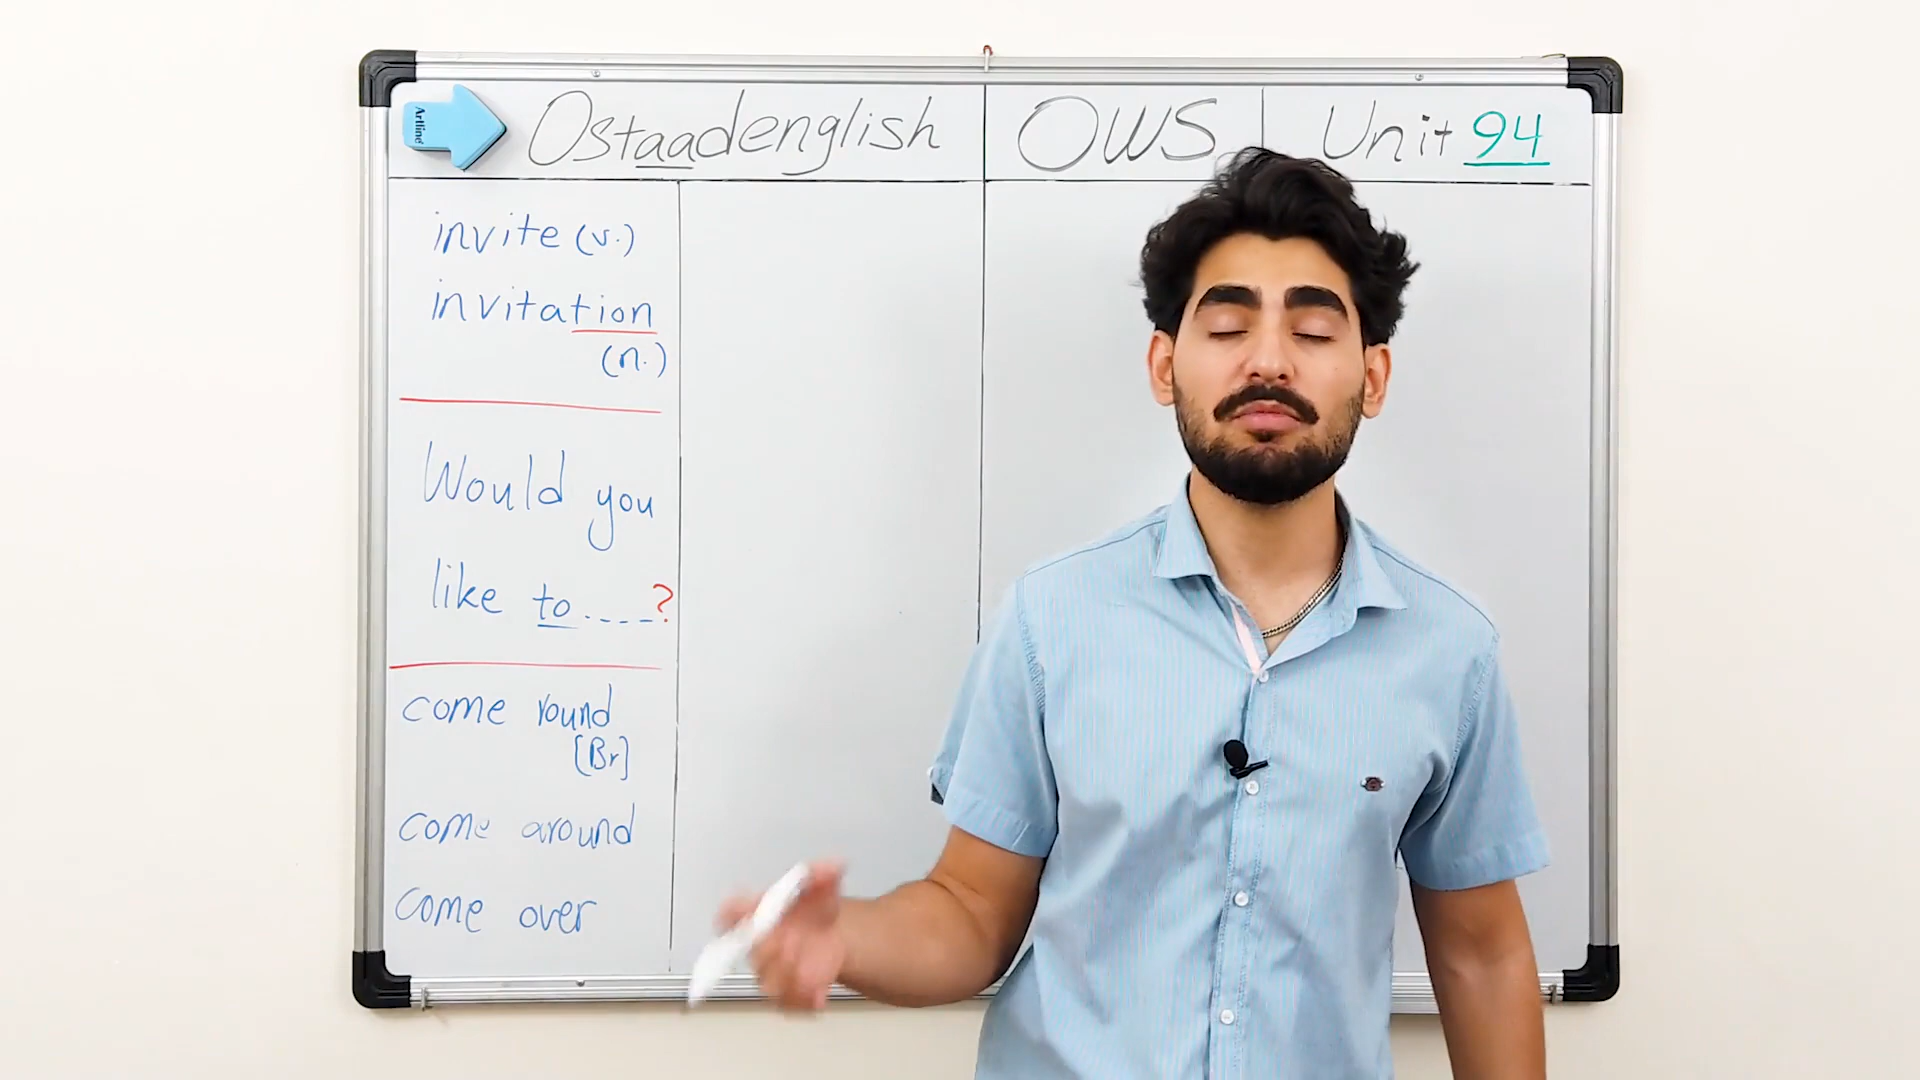 Artline
Ostaadenglish OWS Unit 94
invite (v.)
invitation
(n.)
Would you
like to ....?
come round
[Br]
come around
come over